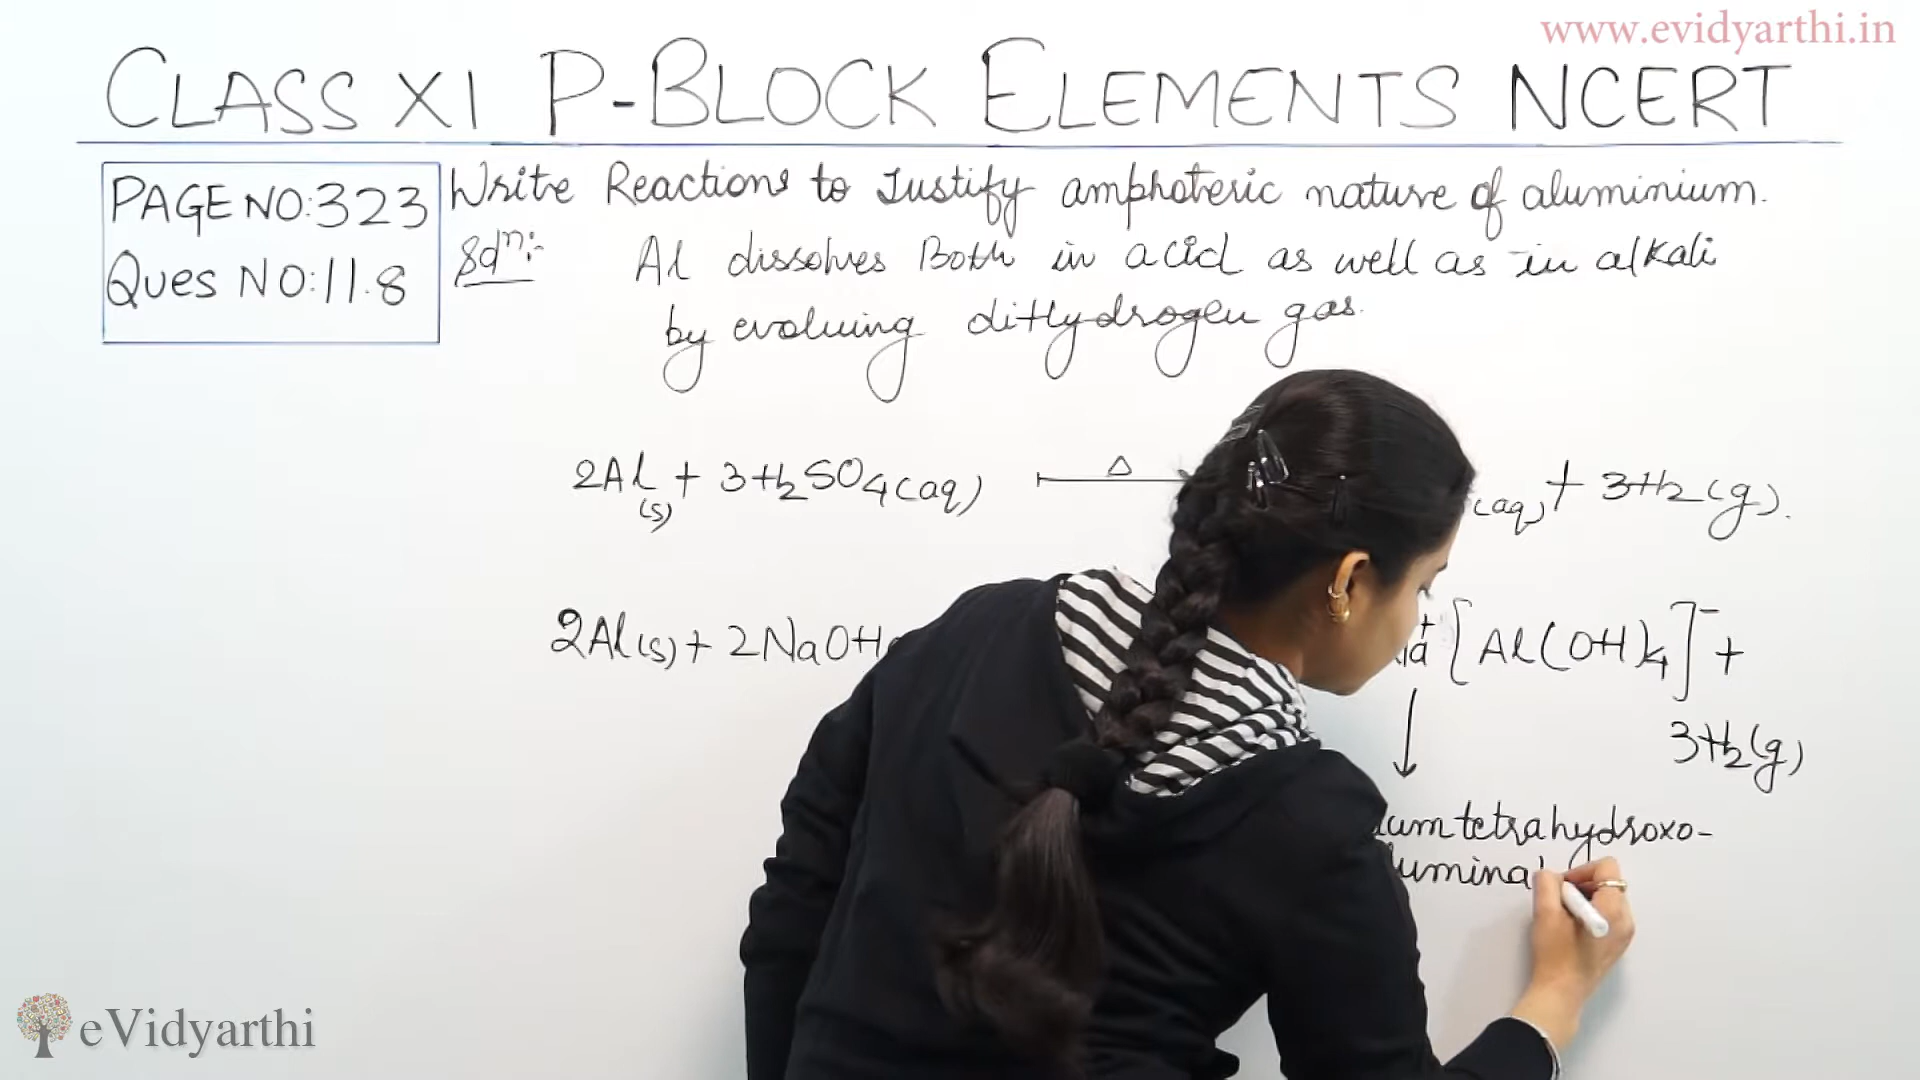 www.evidyarthi.in
CLASS XI P-BLOCK ELEMENTS NCERT
PAGE NO:323
Ques NO:11.8
Write Reactions to Justify amphoteric nature of aluminium.
Solⁿ:-
Al dissolves Both in acid as well as in alkali
by evolving diHydrogen gas.
2Al(s) + 3H₂SO₄(aq) Δ (aq) + 3H₂(g).
2Al(s) + 2NaOH [Al(OH)₄]⁻ +
3H₂(g)
tetrahydroxo-
eVidyarthi